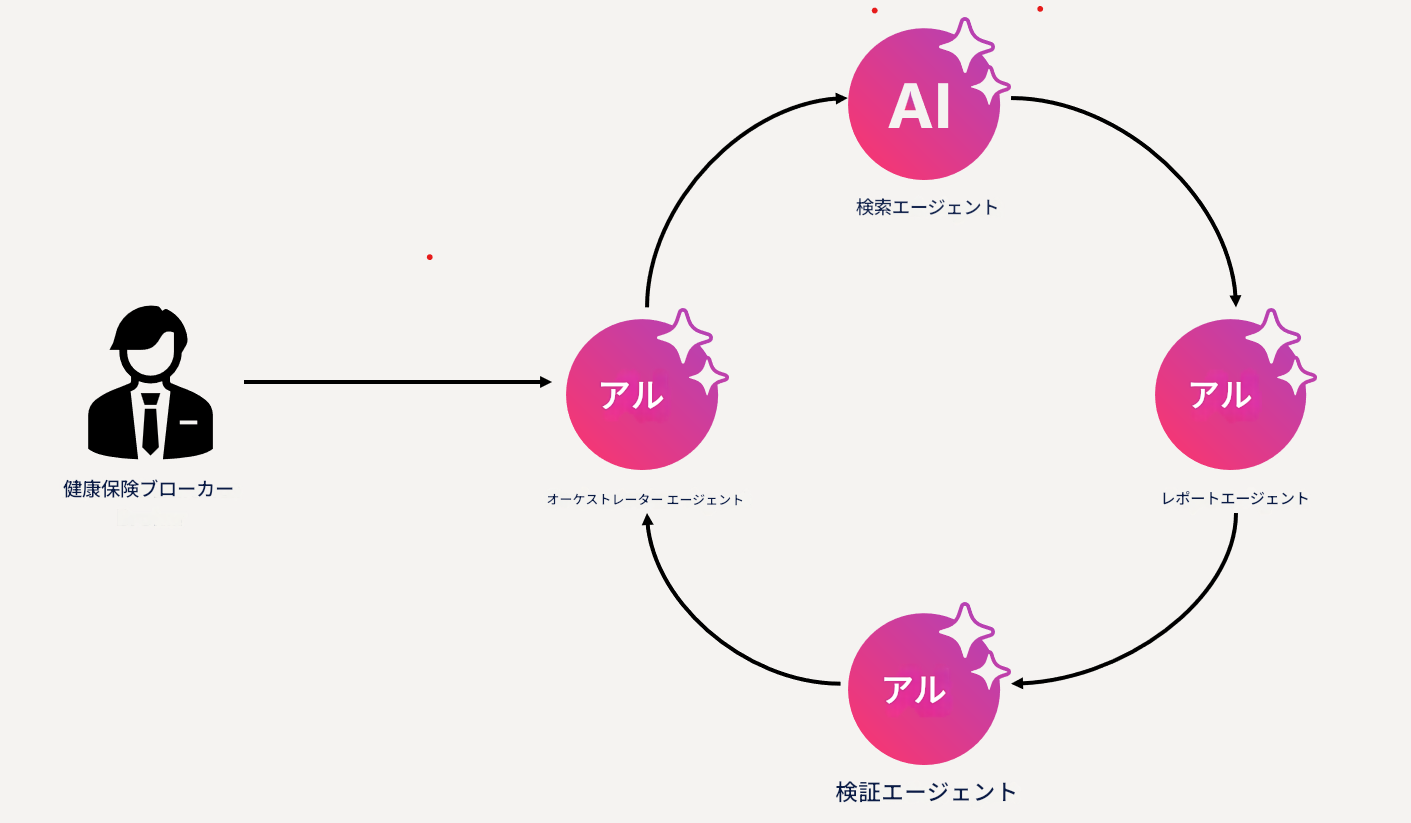 AI
検索エージェント
アル
アル
健康保険ブローカー
オーケストレーター エージェント
レポートエージェント
アル
検証エージェント